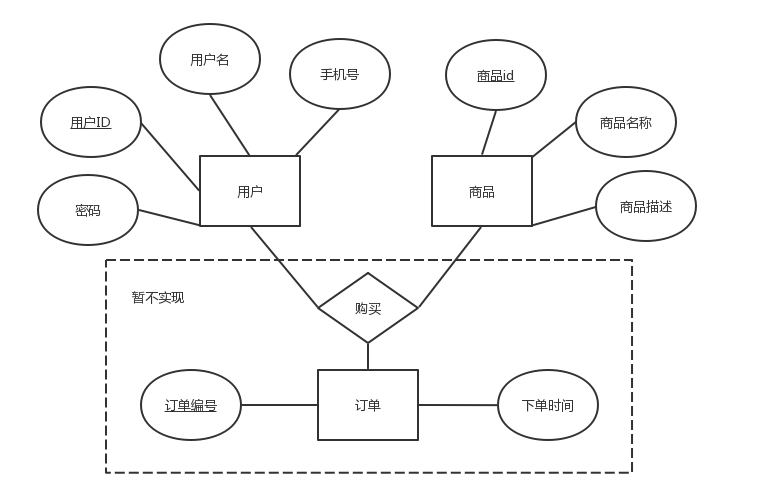 用户名
手机号
商品id
用户ID
商品名称
用户
商品
密码
商品描述
暂不实现
购买
订单编号
订单
下单时间